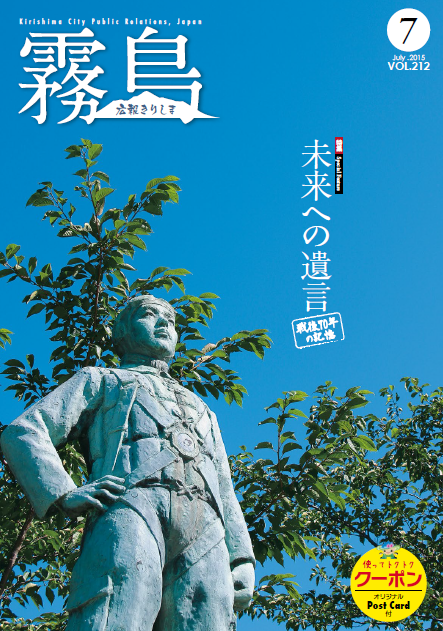 Kirishima City Public Relations, Japan
霧島
広報きりしま
7
July .2015
VOL.212
特集 Special Feature
未来への遺言
戦後70年
の記憶
使ってトクトク
クーポン
オリジナル
Post Card
付